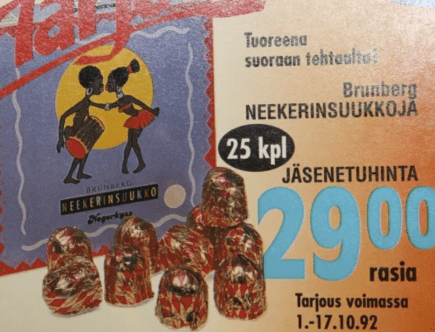 Tarjous
Tuoreena
suoraan tehtaalta!
Brunberg
NEEKERINSUUKKOJA
25 kpl
JÄSENETUHINTA
29 00
rasia
Tarjous voimassa
1.-17.10.92
BRUNBERG
NEEKERINSUUKKO
Negerkyss